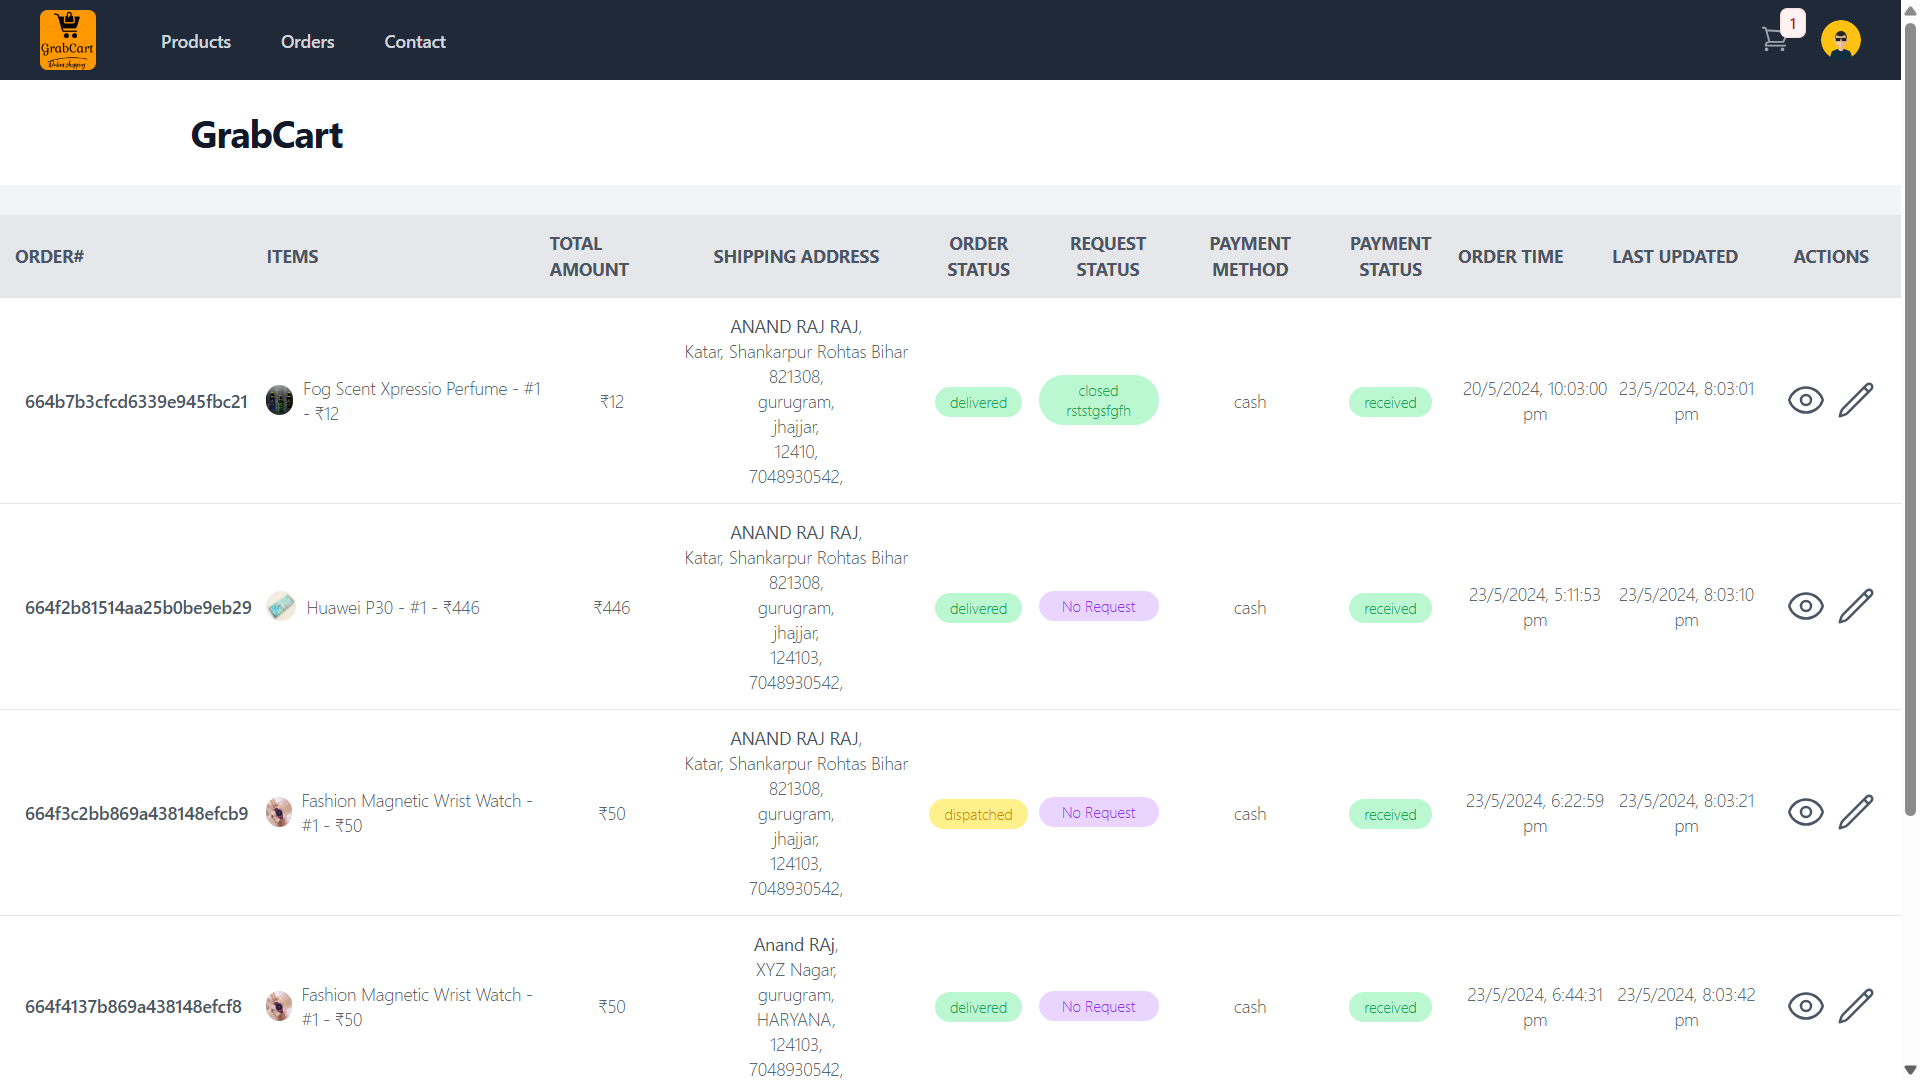 GrabCart
Online shopping
Products
Orders
Contact
1
GrabCart
ORDER#
ITEMS
TOTAL
AMOUNT
SHIPPING ADDRESS
ORDER
STATUS
REQUEST
STATUS
PAYMENT
METHOD
PAYMENT
STATUS
ORDER TIME
LAST UPDATED
ACTIONS
664b7b3cfcd6339e945fbc21
Fog Scent Xpressio Perfume - #1
- ₹12
₹12
ANAND RAJ RAJ,
Katar, Shankarpur Rohtas Bihar
821308,
gurugram,
jhajjar,
12410,
7048930542,
delivered
closed
rststgsfgfh
cash
received
20/5/2024, 10:03:00
pm
23/5/2024, 8:03:01
pm
664f2b81514aa25b0be9eb29
Huawei P30 - #1 - ₹446
₹446
ANAND RAJ RAJ,
Katar, Shankarpur Rohtas Bihar
821308,
gurugram,
jhajjar,
124103,
7048930542,
delivered
No Request
cash
received
23/5/2024, 5:11:53
pm
23/5/2024, 8:03:10
pm
664f3c2bb869a438148efcb9
Fashion Magnetic Wrist Watch -
#1 - ₹50
₹50
ANAND RAJ RAJ,
Katar, Shankarpur Rohtas Bihar
821308,
gurugram,
jhajjar,
124103,
7048930542,
dispatched
No Request
cash
received
23/5/2024, 6:22:59
pm
23/5/2024, 8:03:21
pm
664f4137b869a438148efcf8
Fashion Magnetic Wrist Watch -
#1 - ₹50
₹50
Anand RAj,
XYZ Nagar,
gurugram,
HARYANA,
124103,
7048930542,
delivered
No Request
cash
received
23/5/2024, 6:44:31
pm
23/5/2024, 8:03:42
pm